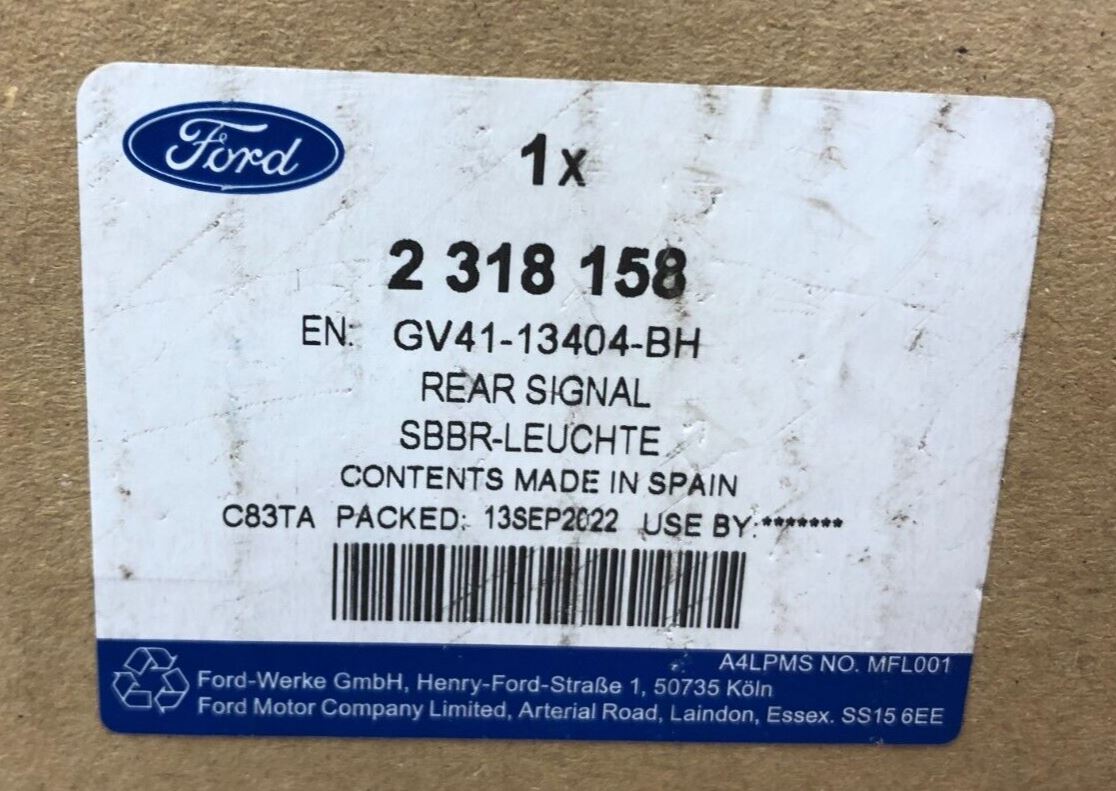 Ford
1x
2 318 158
EN: GV41-13404-BH
REAR SIGNAL
SBBR-LEUCHTE
CONTENTS MADE IN SPAIN
C83TA PACKED: 13SEP2022 USE BY:*******
A4LPMS NO. MFL001
Ford-Werke GmbH, Henry-Ford-Straße 1, 50735 Köln
Ford Motor Company Limited, Arterial Road, Laindon, Essex. SS15 6EE